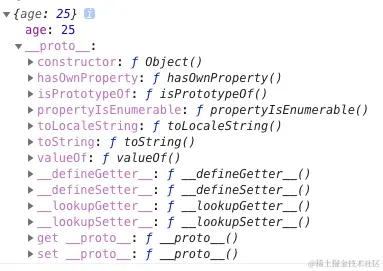 {age: 25} i
age: 25
__proto__:
constructor: ƒ Object()
hasOwnProperty: ƒ hasOwnProperty()
isPrototypeOf: ƒ isPrototypeOf()
propertyIsEnumerable: ƒ propertyIsEnumerable()
toLocaleString: ƒ toLocaleString()
toString: ƒ toString()
valueOf: ƒ valueOf()
__defineGetter__: ƒ __defineGetter__()
__defineSetter__: ƒ __defineSetter__()
__lookupGetter__: ƒ __lookupGetter__()
__lookupSetter__: ƒ __lookupSetter__()
get __proto__: ƒ __proto__()
set __proto__: ƒ __proto__()
@稀土掘金技术社区